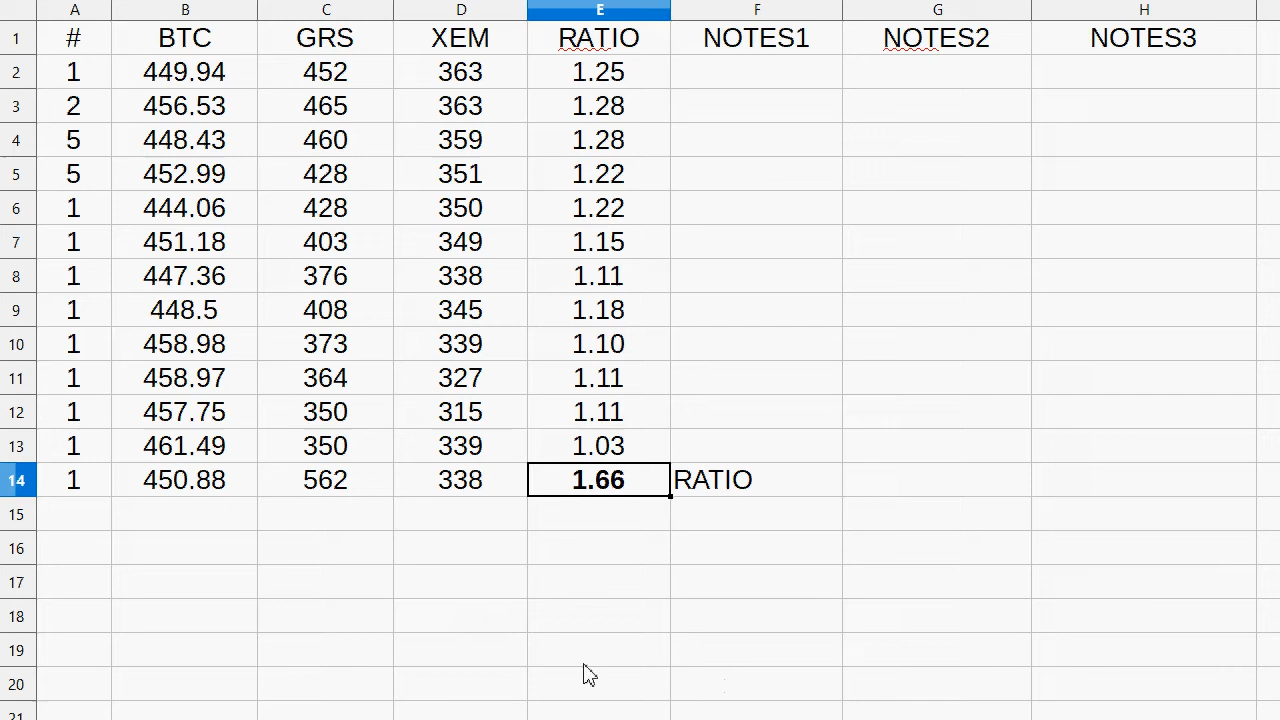 A B C D E F G H
1 # BTC GRS XEM RATIO NOTES1 NOTES2 NOTES3
2 1 449.94 452 363 1.25
3 2 456.53 465 363 1.28
4 5 448.43 460 359 1.28
5 5 452.99 428 351 1.22
6 1 444.06 428 350 1.22
7 1 451.18 403 349 1.15
8 1 447.36 376 338 1.11
9 1 448.5 408 345 1.18
10 1 458.98 373 339 1.10
11 1 458.97 364 327 1.11
12 1 457.75 350 315 1.11
13 1 461.49 350 339 1.03
14 1 450.88 562 338 1.66 RATIO
15
16
17
18
19
20
21